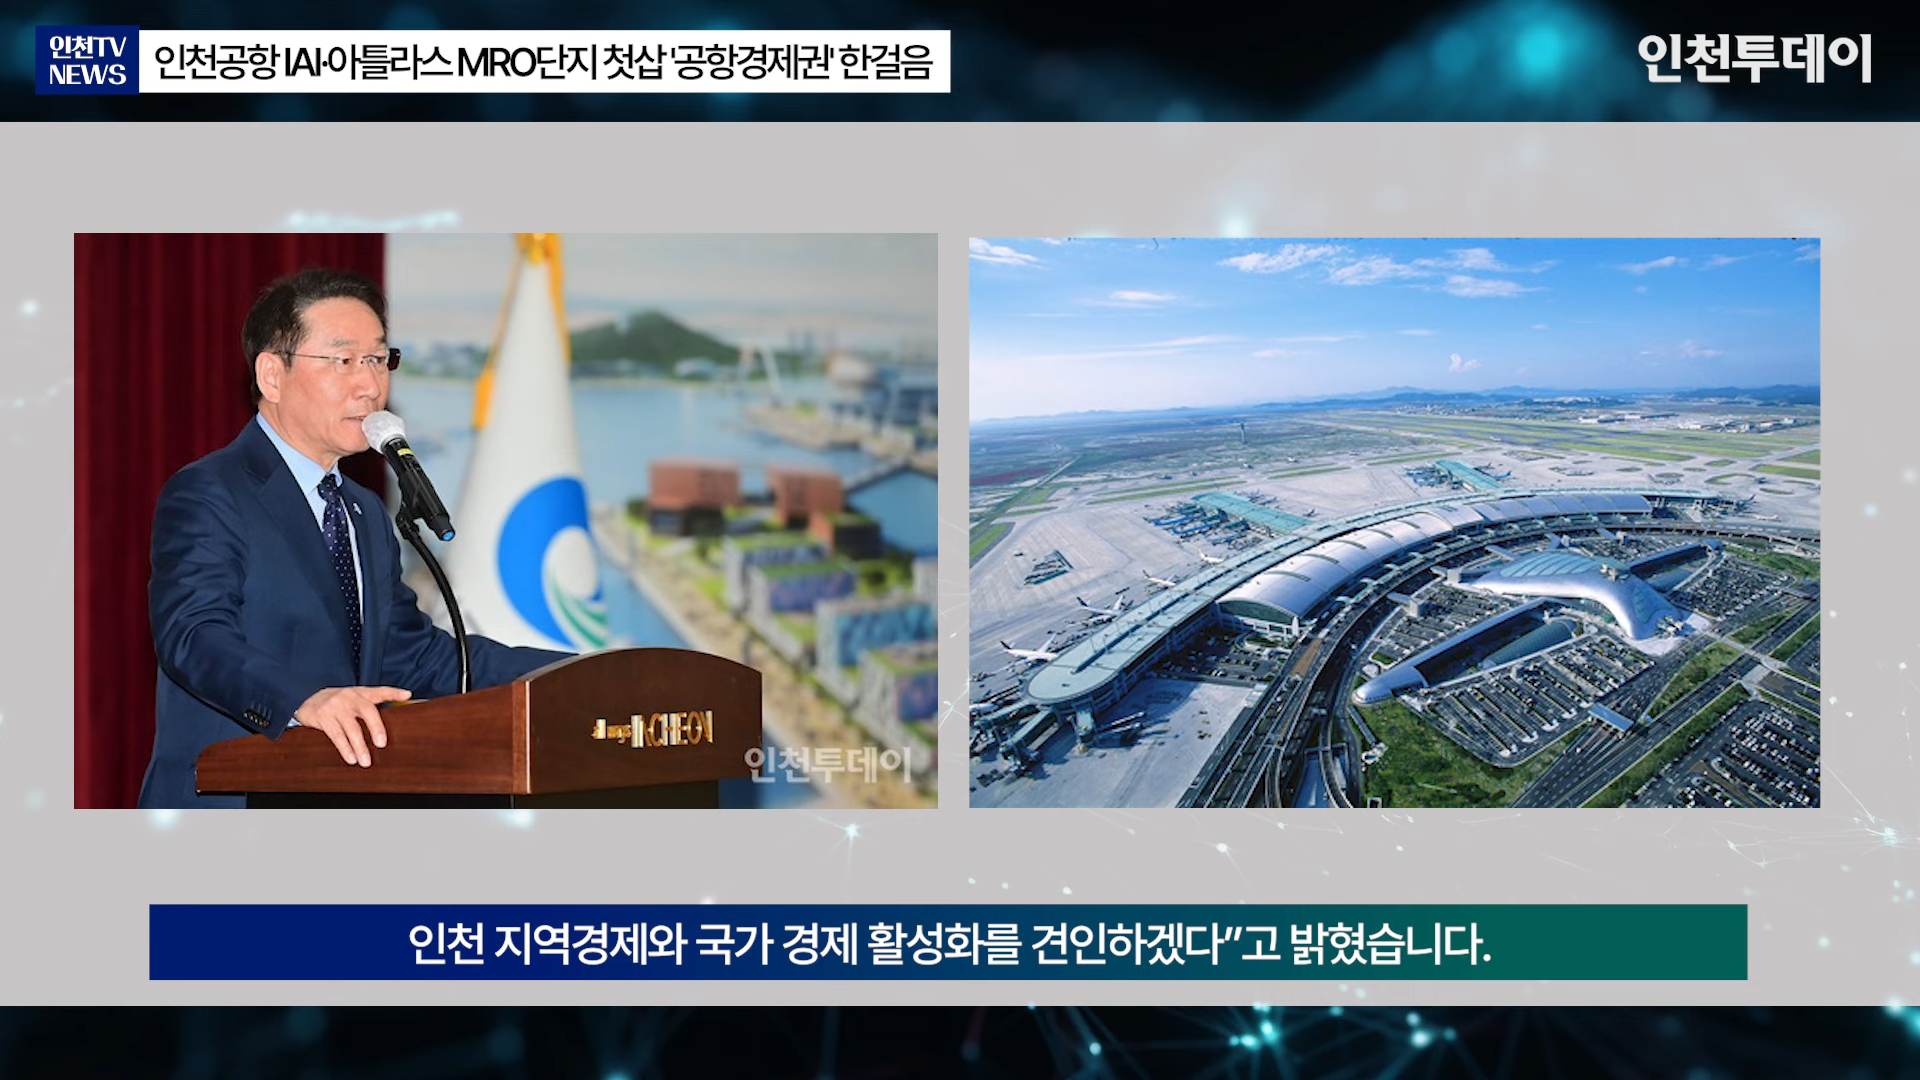 인천TV
NEWS
인천공항 IAI·아틀라스 MRO단지 첫삽 '공항경제권' 한걸음
인천투데이
all ways INCHEON
인천투데이
인천 지역경제와 국가 경제 활성화를 견인하겠다”고 밝혔습니다.